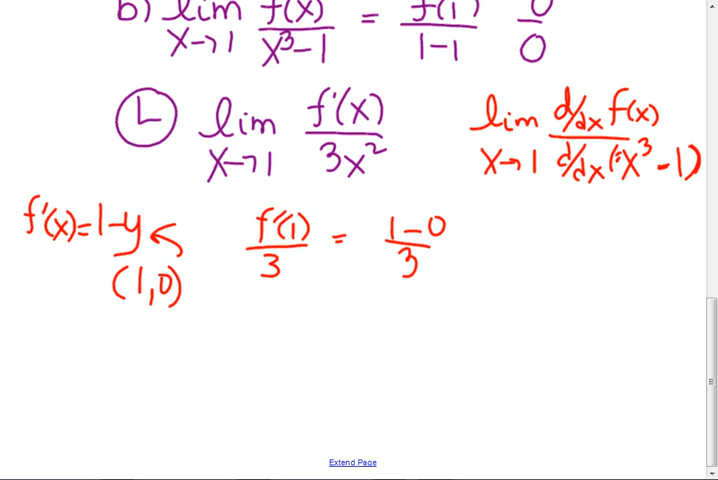 b) lim x→1 f(x)/(x³-1) = f(1)/(1-1) 0/0
Ⓛ lim x→1 f'(x)/3x²
lim x→1 d/dx f(x) / d/dx (x³-1)
f'(x)=1-y ↖ (1,0)
f'(1)/3 = (1-0)/3
Extend Page